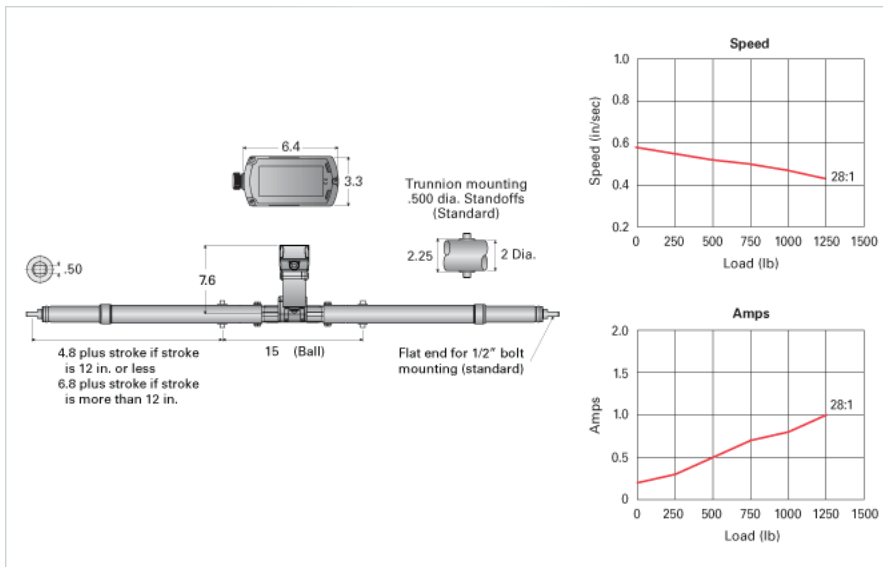 6.4
3.3
Trunnion mounting
.500 dia. Standoffs
(Standard)
2.25
2 Dia.
.50
7.6
4.8 plus stroke if stroke
is 12 in. or less
6.8 plus stroke if stroke
is more than 12 in.
15 (Ball)
Flat end for 1/2" bolt
mounting (standard)
Speed
Speed (in/sec)
1.0
0.8
0.6
0.4
0.2
28:1
0 250 500 750 1000 1250 1500
Load (lb)
Amps
Amps
2.0
1.5
1.0
0.5
0
28:1
0 250 500 750 1000 1250 1500
Load (lb)